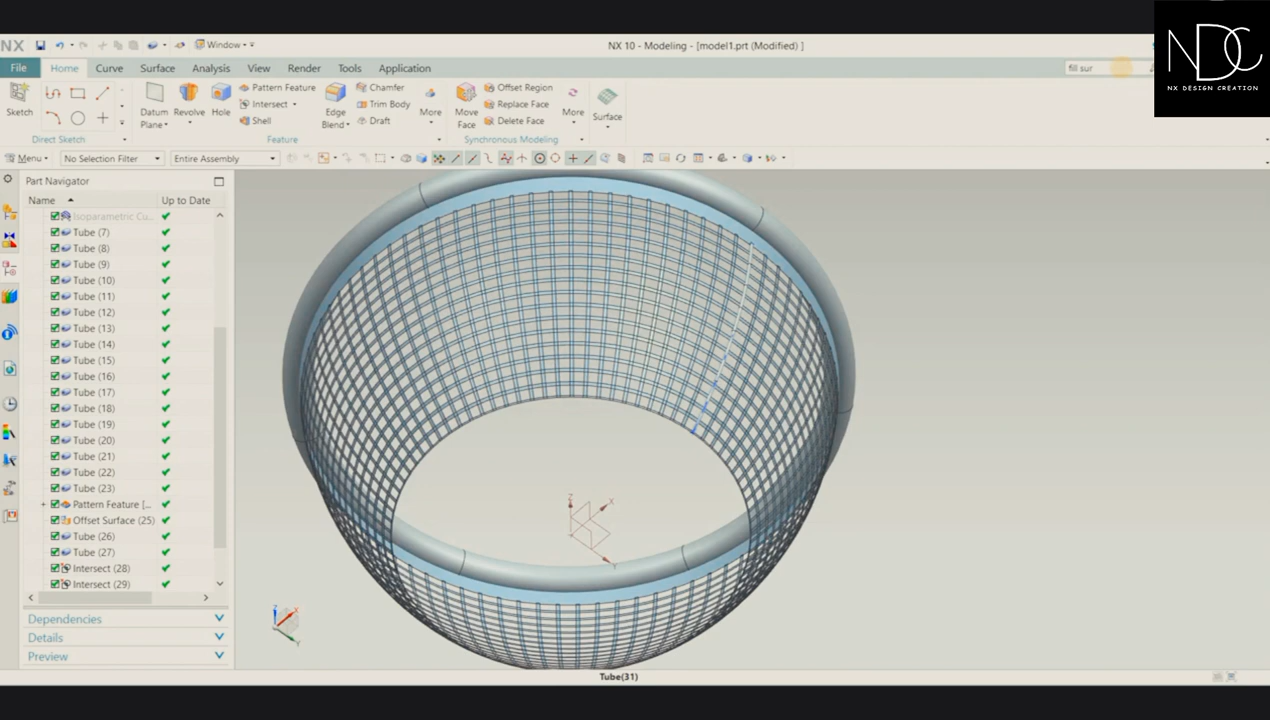 NX
Window
NX 10 - Modeling - [model1.prt (Modified) ]
NDC
NX DESIGN CREATION
File
Home
Curve
Surface
Analysis
View
Render
Tools
Application
fill sur
Sketch
Datum
Plane
Revolve
Hole
Pattern Feature
Intersect
Shell
Edge
Blend
Chamfer
Trim Body
Draft
More
Move
Face
Offset Region
Replace Face
Delete Face
More
Surface
Direct Sketch
Feature
Synchronous Modeling
Menu
No Selection Filter
Entire Assembly
Part Navigator
Name
Up to Date
Isoparametric Cu...
Tube (7)
Tube (8)
Tube (9)
Tube (10)
Tube (11)
Tube (12)
Tube (13)
Tube (14)
Tube (15)
Tube (16)
Tube (17)
Tube (18)
Tube (19)
Tube (20)
Tube (21)
Tube (22)
Tube (23)
Pattern Feature [...
Offset Surface (25)
Tube (26)
Tube (27)
Intersect (28)
Intersect (29)
Dependencies
Details
Preview
Z
X
Y
Z
X
Y
Tube(31)